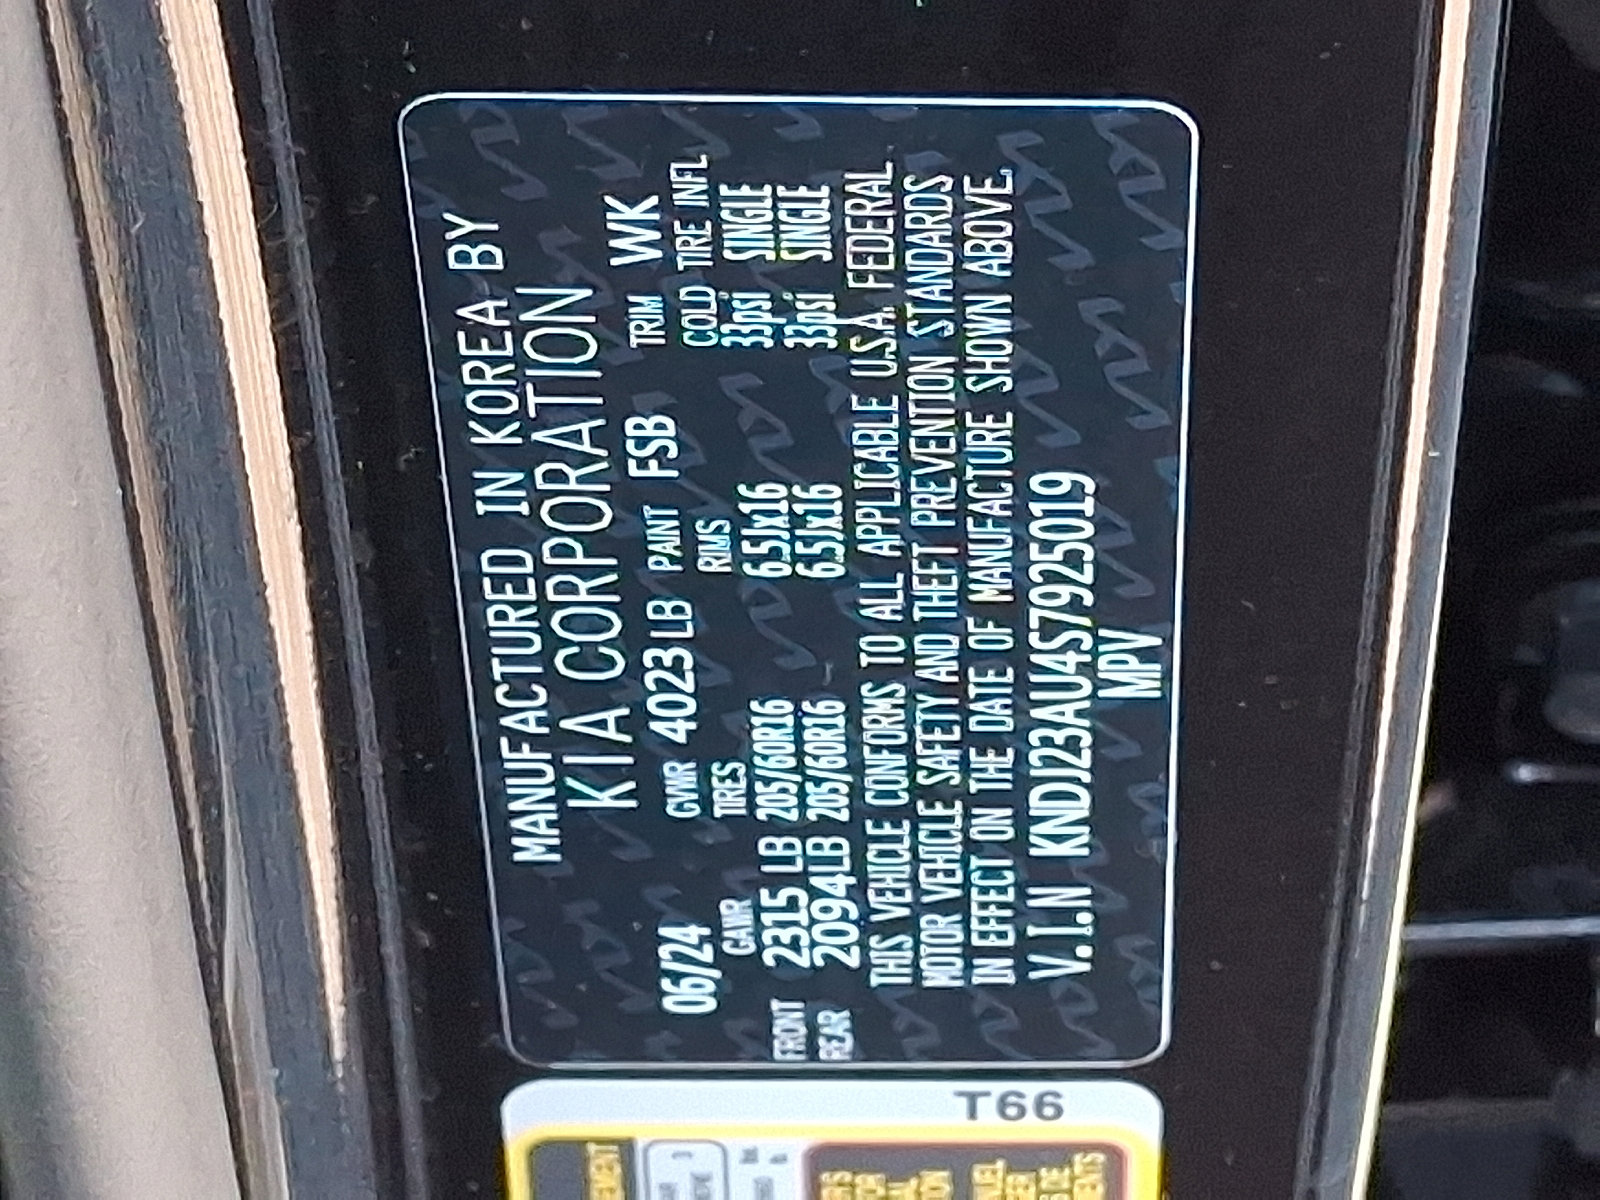 MANUFACTURED IN KOREA BY
KIA CORPORATION
06/24 GVWR 4023 LB PAINT FSB TRIM WK
GAWR TIRES RIMS COLD TIRE INFL
FRONT 2315 LB 205/60R16 6.5Jx16 33psi SINGLE
REAR 2094LB 205/60R16 6.5Jx16 33psi SINGLE
THIS VEHICLE CONFORMS TO ALL APPLICABLE U.S.A. FEDERAL
MOTOR VEHICLE SAFETY AND THEFT PREVENTION STANDARDS
IN EFFECT ON THE DATE OF MANUFACTURE SHOWN ABOVE.
V.I.N KNDJ23AU4S7925019
MPV
T66